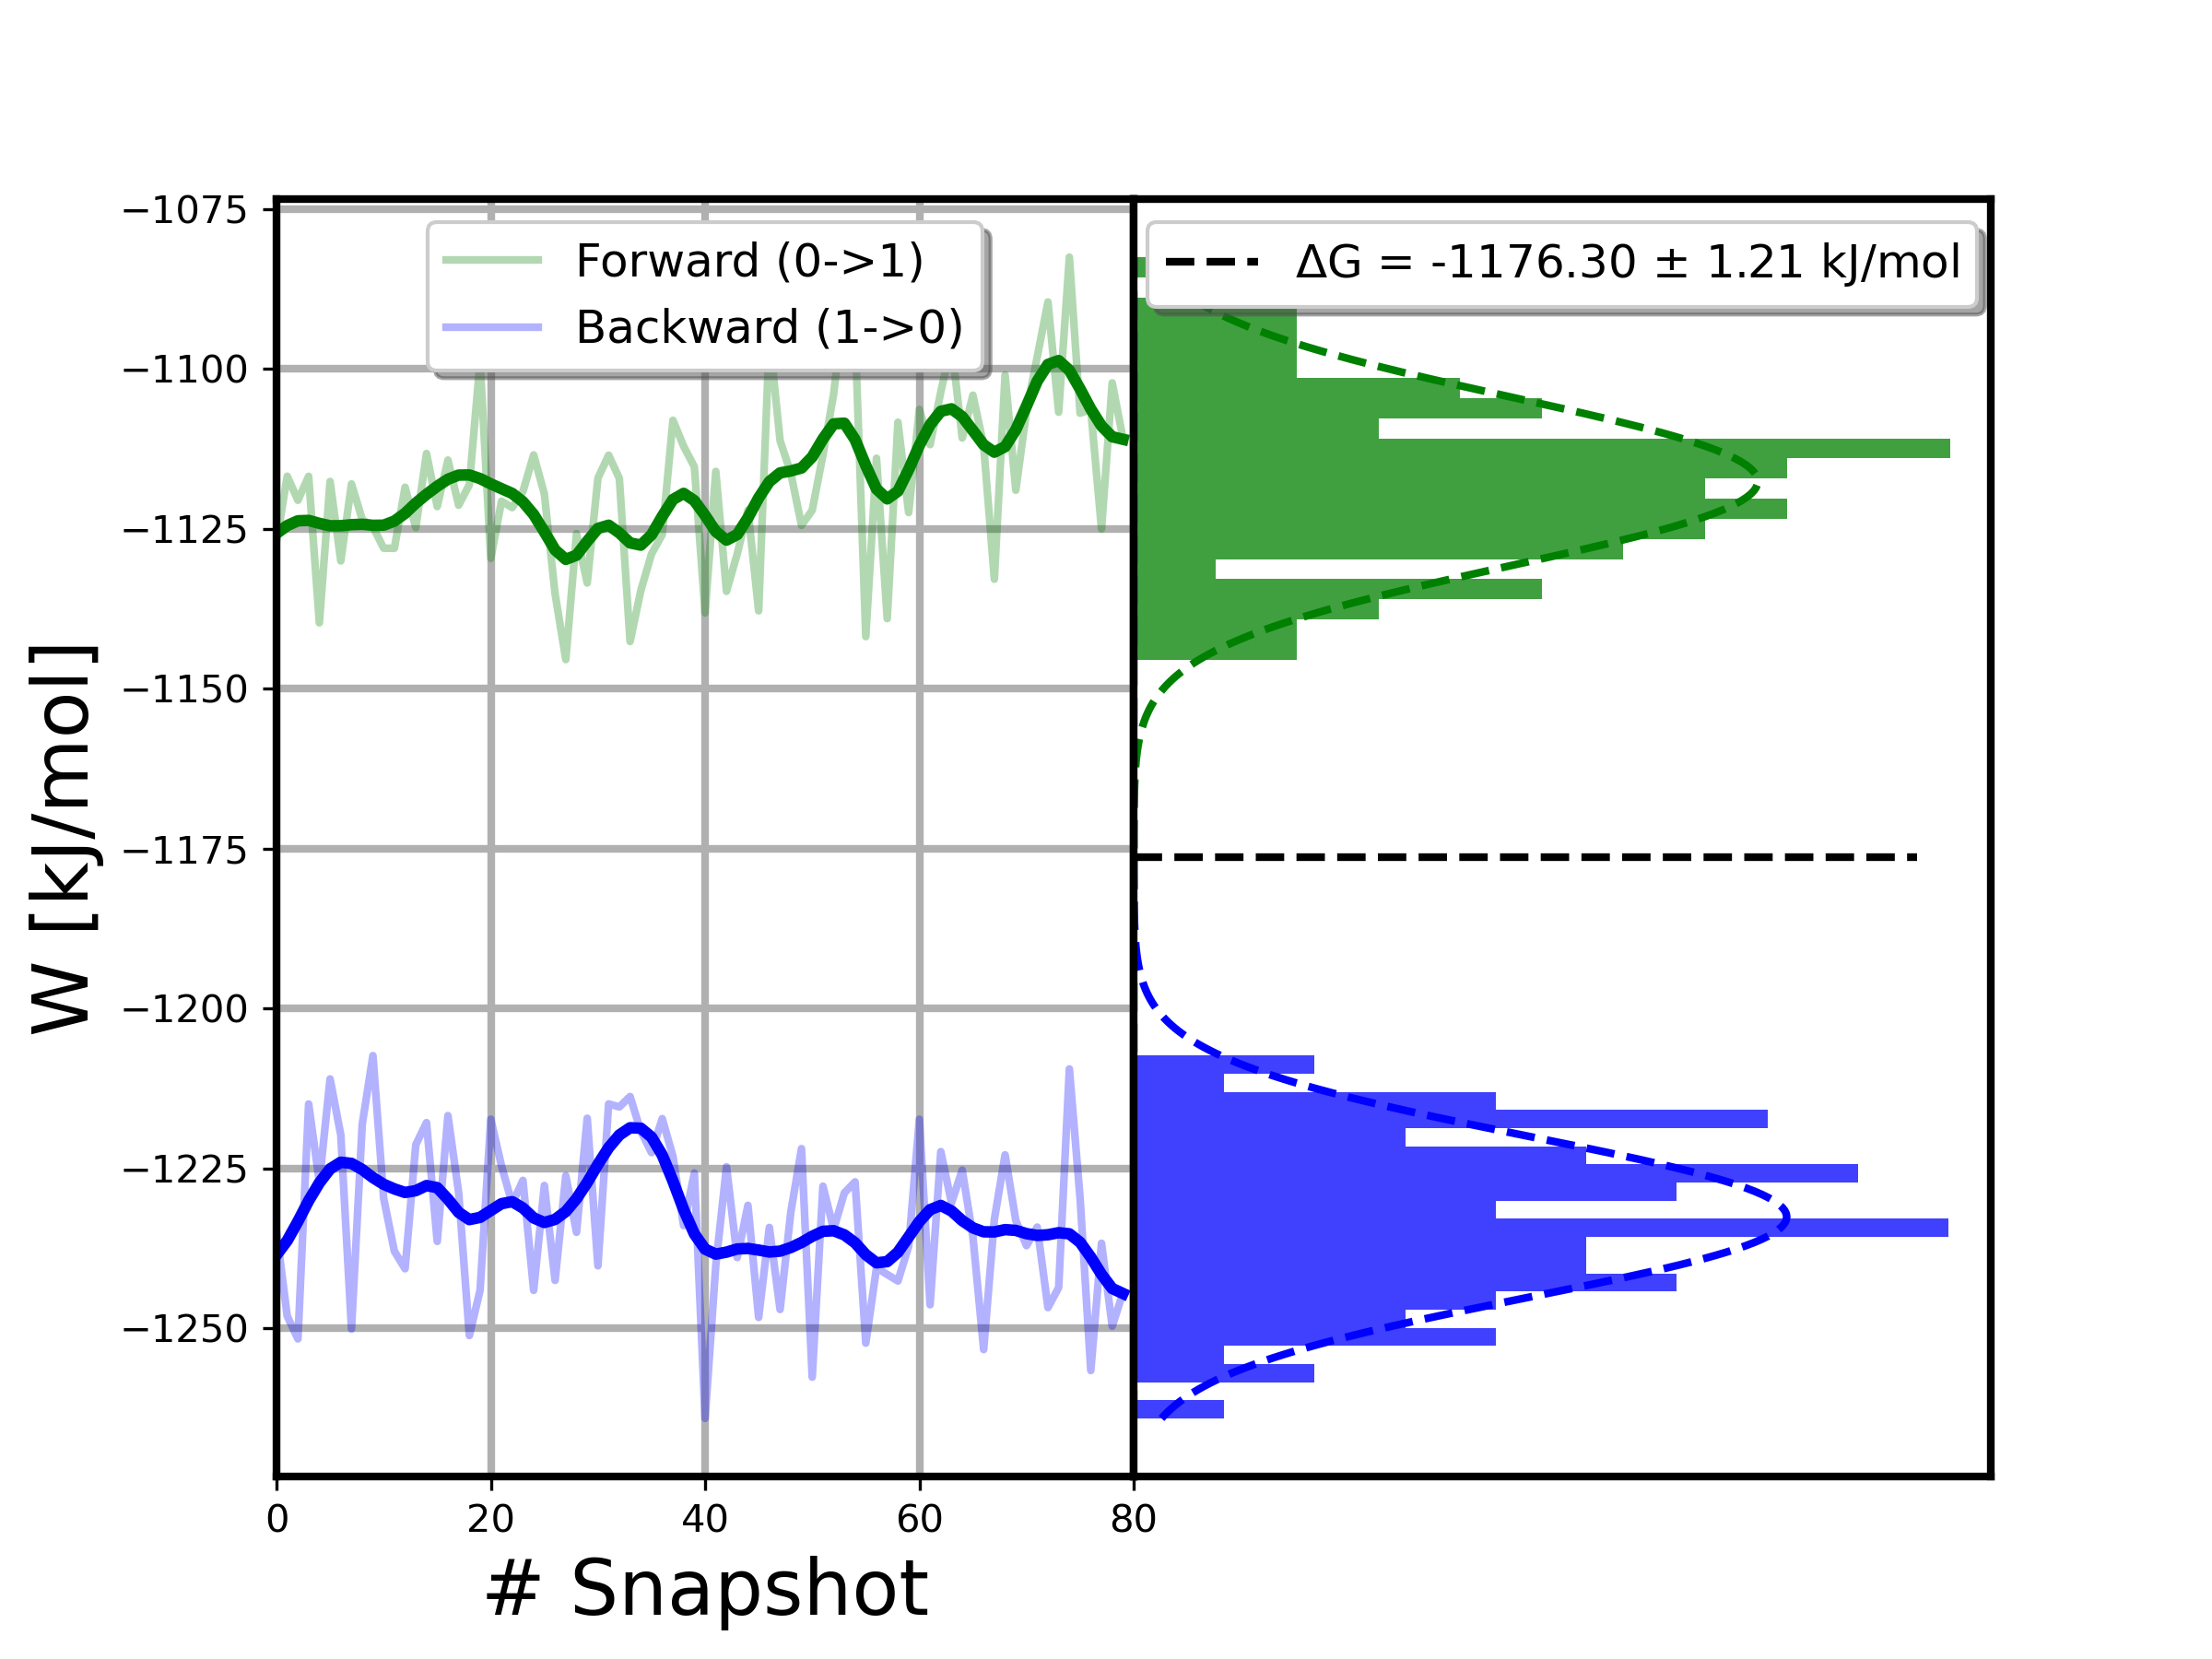 Forward (0->1)
Backward (1->0)
ΔG = -1176.30 ± 1.21 kJ/mol
W [kJ/mol]
−1075
−1100
−1125
−1150
−1175
−1200
−1225
−1250
0 20 40 60 80
# Snapshot